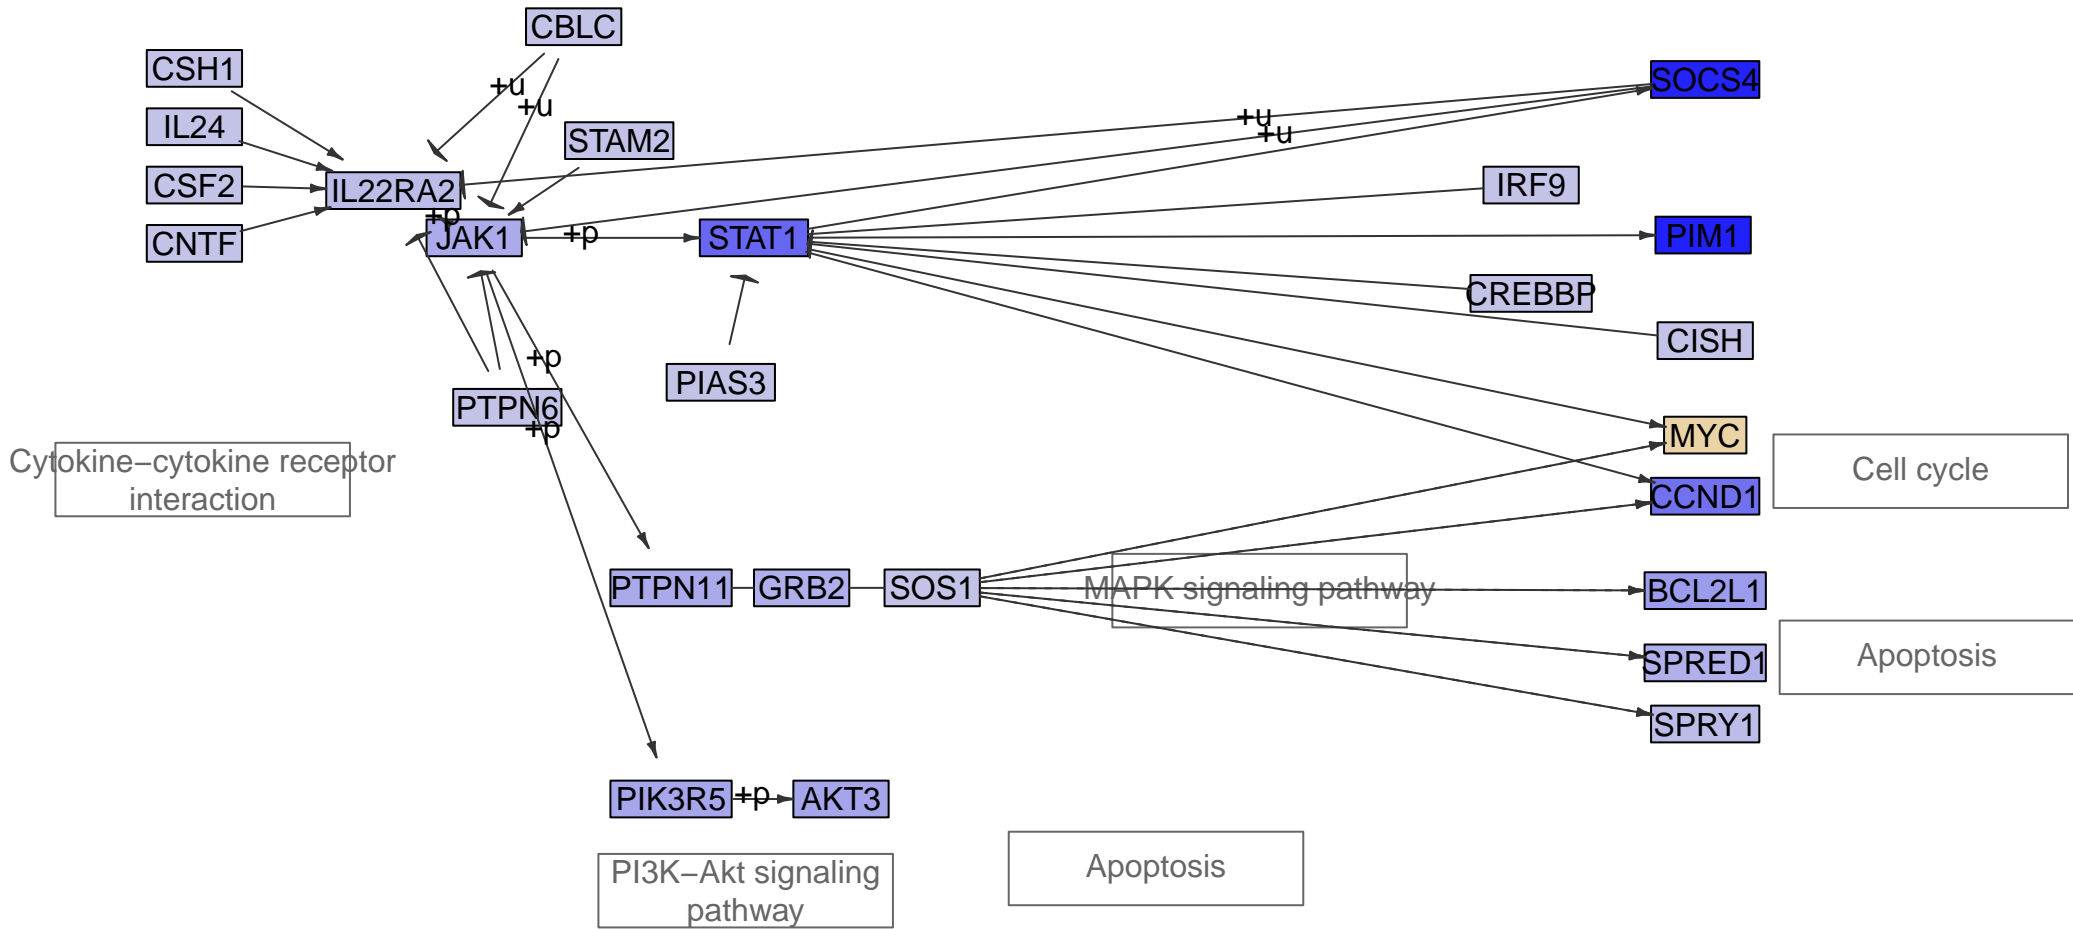 CBLC
CSH1
+u
SOCS4
+u
+u
IL24
STAM2
+u
CSF2
IL22RA2
IRF9
+p
CNTF
JAK1
+p
STAT1
PIM1
CREBBP
CISH
+p
PIAS3
PTPN6
+p
MYC
Cytokine−cytokine receptor
interaction
Cell cycle
CCND1
PTPN11
GRB2
SOS1
MAPK signaling pathway
BCL2L1
SPRED1
Apoptosis
SPRY1
PIK3R5
+p
AKT3
PI3K−Akt signaling
pathway
Apoptosis